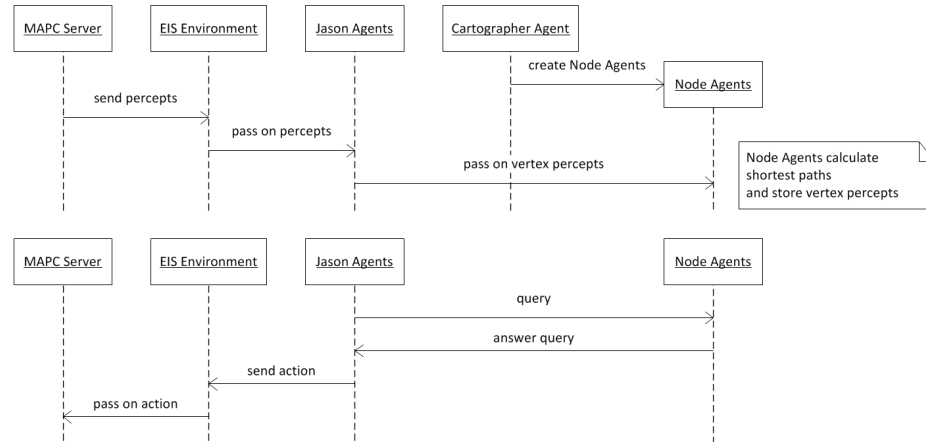 MAPC Server
EIS Environment
Jason Agents
Cartographer Agent
create Node Agents
Node Agents
send percepts
pass on percepts
pass on vertex percepts
Node Agents calculate
shortest paths
and store vertex percepts
MAPC Server
EIS Environment
Jason Agents
Node Agents
query
answer query
send action
pass on action